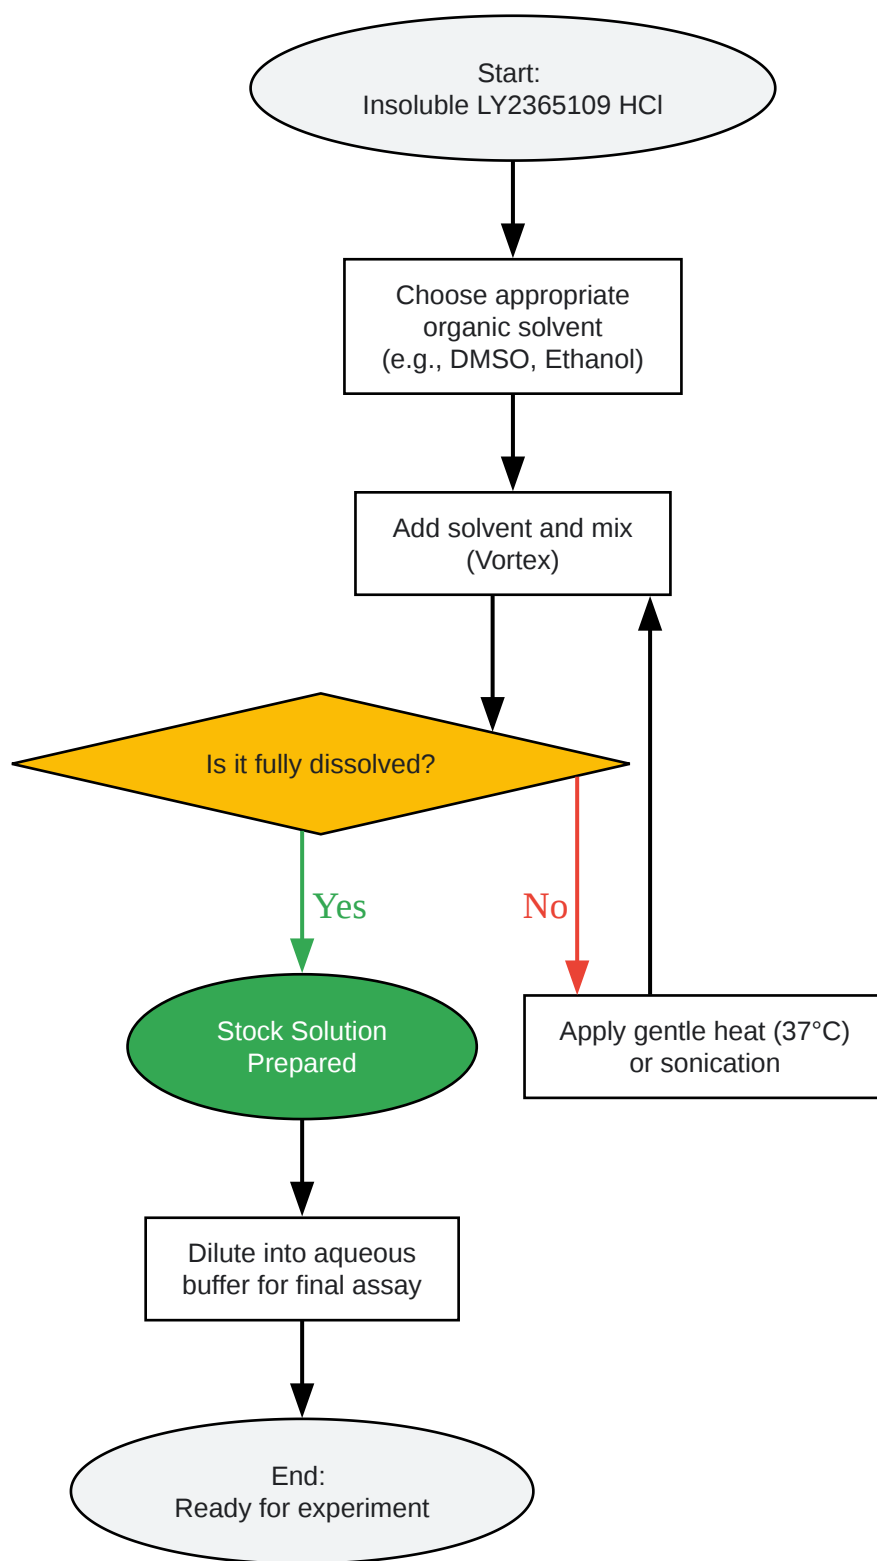 Start:
Insoluble LY2365109 HCl
Choose appropriate
organic solvent
(e.g., DMSO, Ethanol)
Add solvent and mix
(Vortex)
Is it fully dissolved?
Yes
No
Stock Solution
Prepared
Apply gentle heat (37°C)
or sonication
Dilute into aqueous
buffer for final assay
End:
Ready for experiment